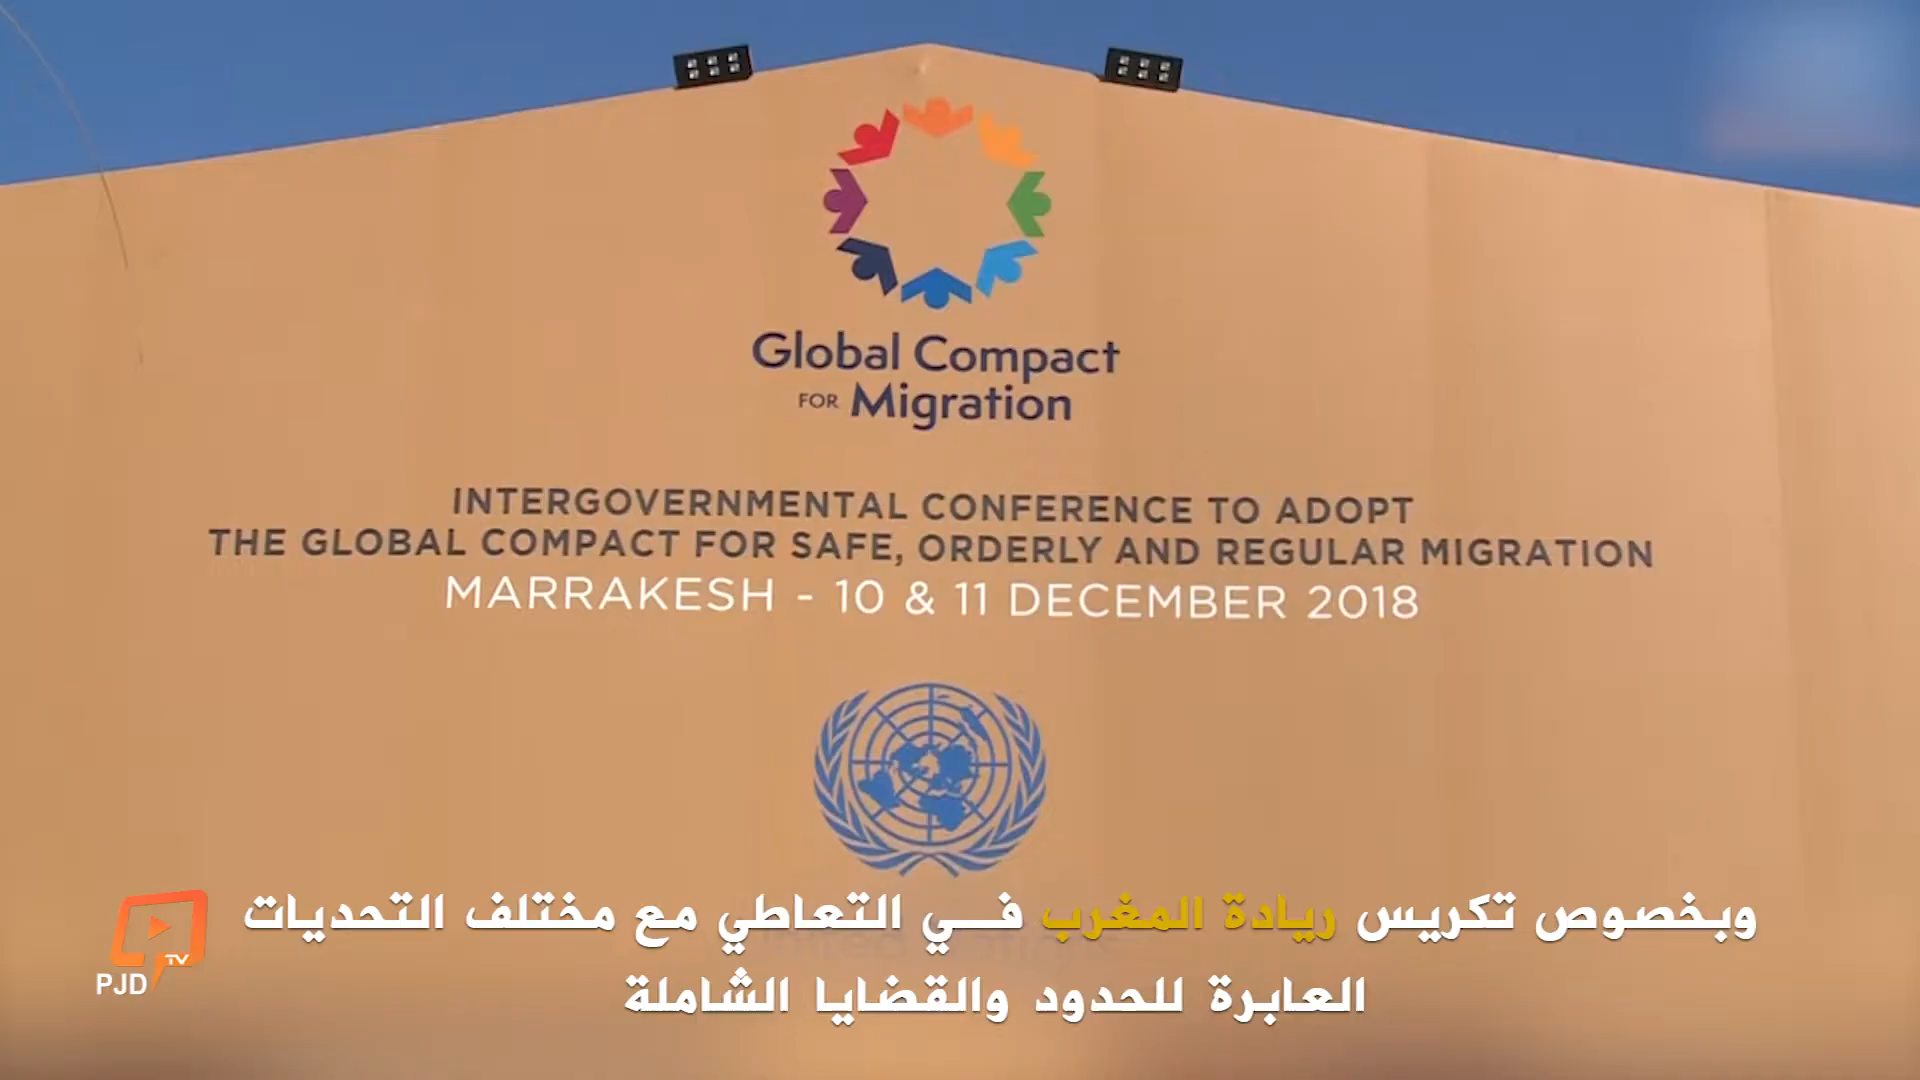 Global Compact
FOR Migration
INTERGOVERNMENTAL CONFERENCE TO ADOPT
THE GLOBAL COMPACT FOR SAFE, ORDERLY AND REGULAR MIGRATION
MARRAKESH - 10 & 11 DECEMBER 2018
وبخصوص تكريس ريادة المغرب في التعاطي مع مختلف التحديات
العابرة للحدود والقضايا الشاملة
TV
PJD